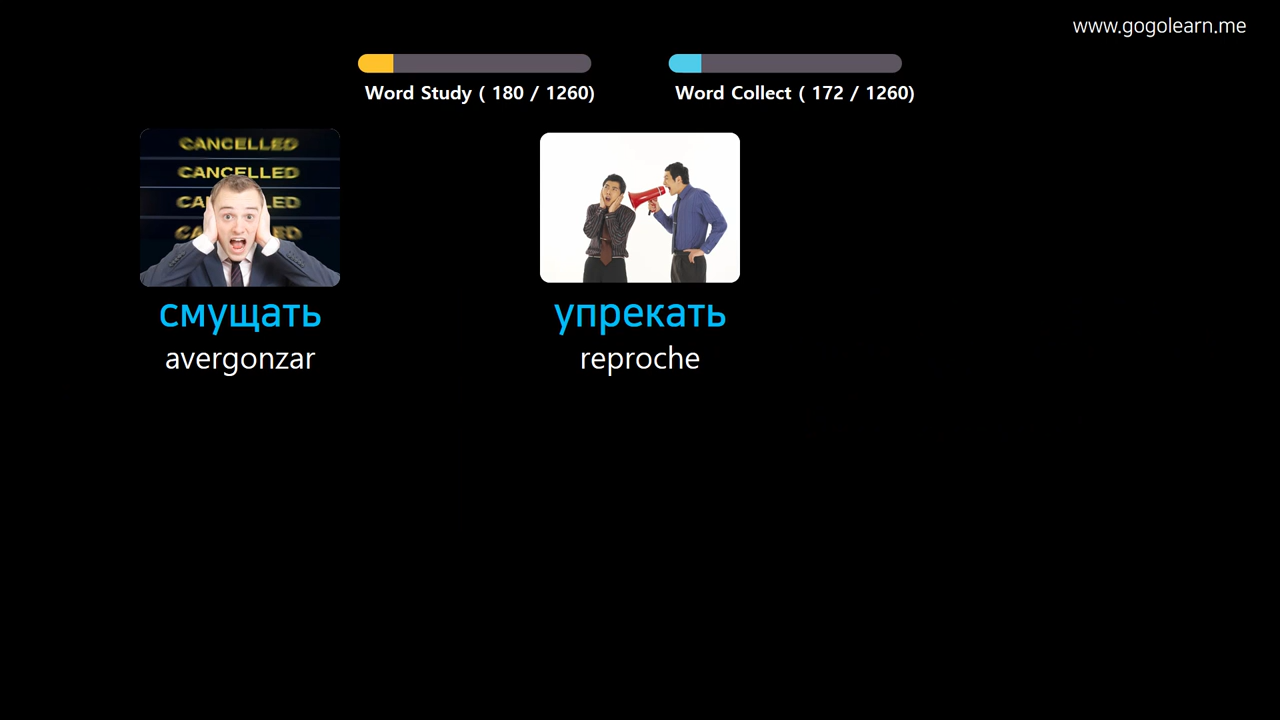 www.gogolearn.me
Word Study ( 180 / 1260)
Word Collect ( 172 / 1260)
CANCELLED
CANCELLED
смущать
avergonzar
упрекать
reproche